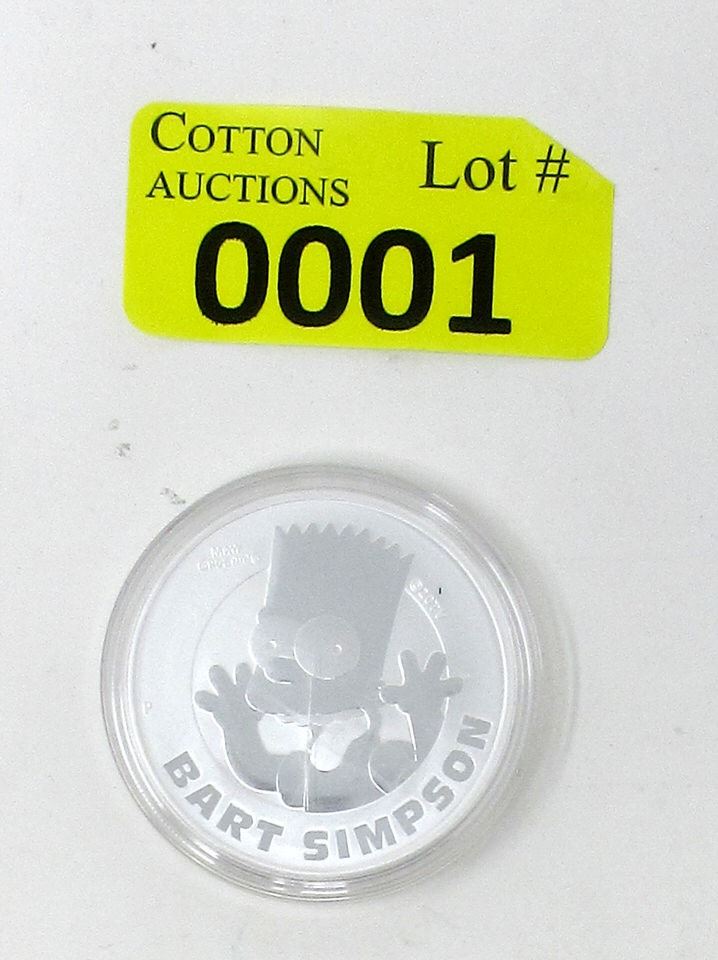 COTTON
AUCTIONS
Lot #
0001
P
BART SIMPSON